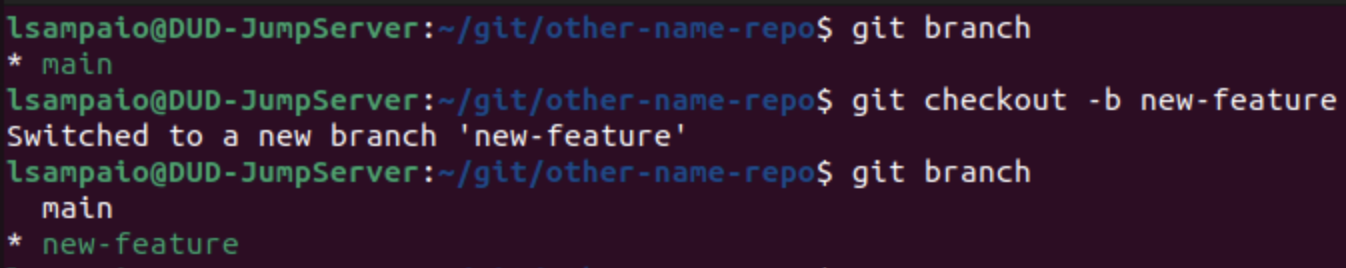 lsampaio@DUD-JumpServer:~/git/other-name-repo$ git branch
* main
lsampaio@DUD-JumpServer:~/git/other-name-repo$ git checkout -b new-feature
Switched to a new branch 'new-feature'
lsampaio@DUD-JumpServer:~/git/other-name-repo$ git branch
  main
* new-feature